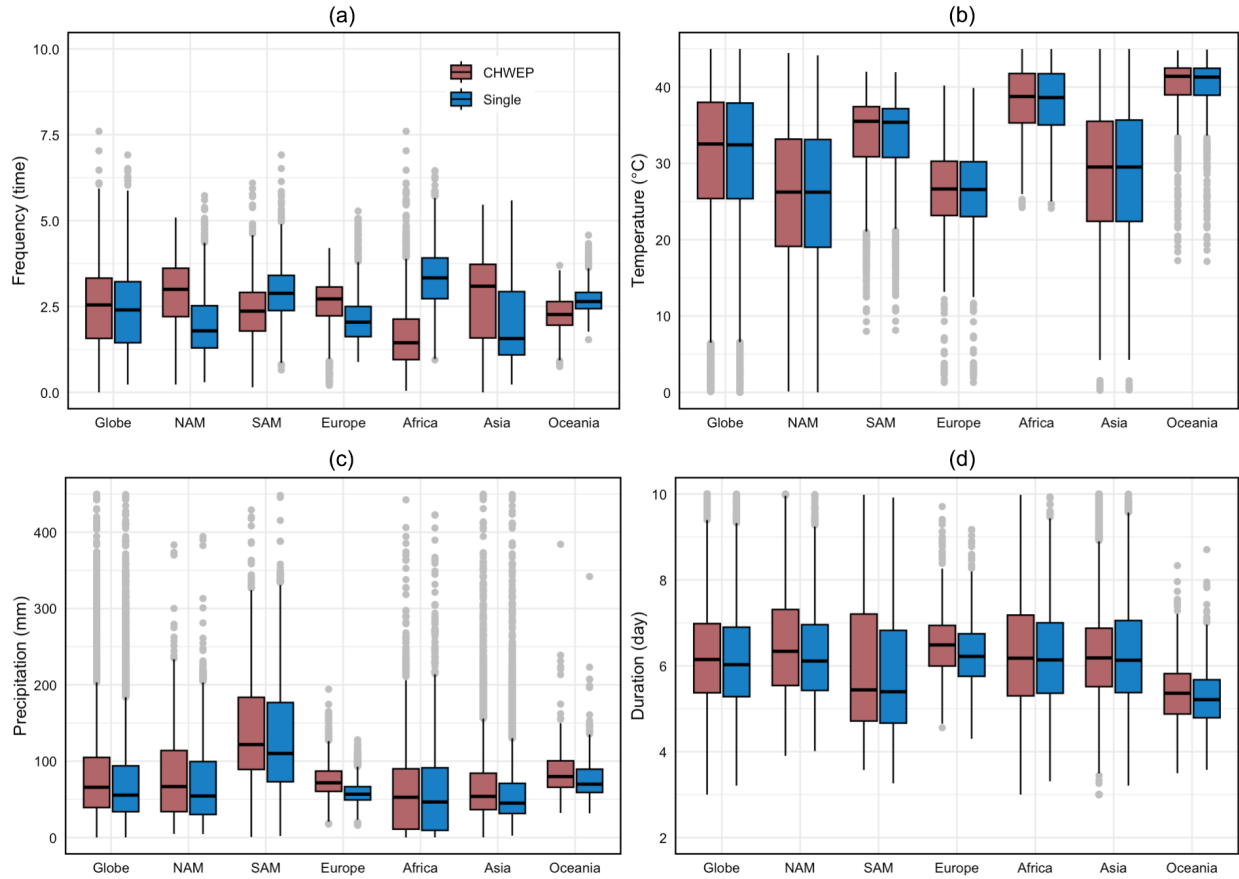 (a)
Frequency (time)
10.0
7.5
5.0
2.5
0.0
CHWEP
Single
Globe NAM SAM Europe Africa Asia Oceania
(b)
Temperature (°C)
40
30
20
10
0
Globe NAM SAM Europe Africa Asia Oceania
(c)
Precipitation (mm)
400
300
200
100
0
Globe NAM SAM Europe Africa Asia Oceania
(d)
Duration (day)
10
8
6
4
2
Globe NAM SAM Europe Africa Asia Oceania